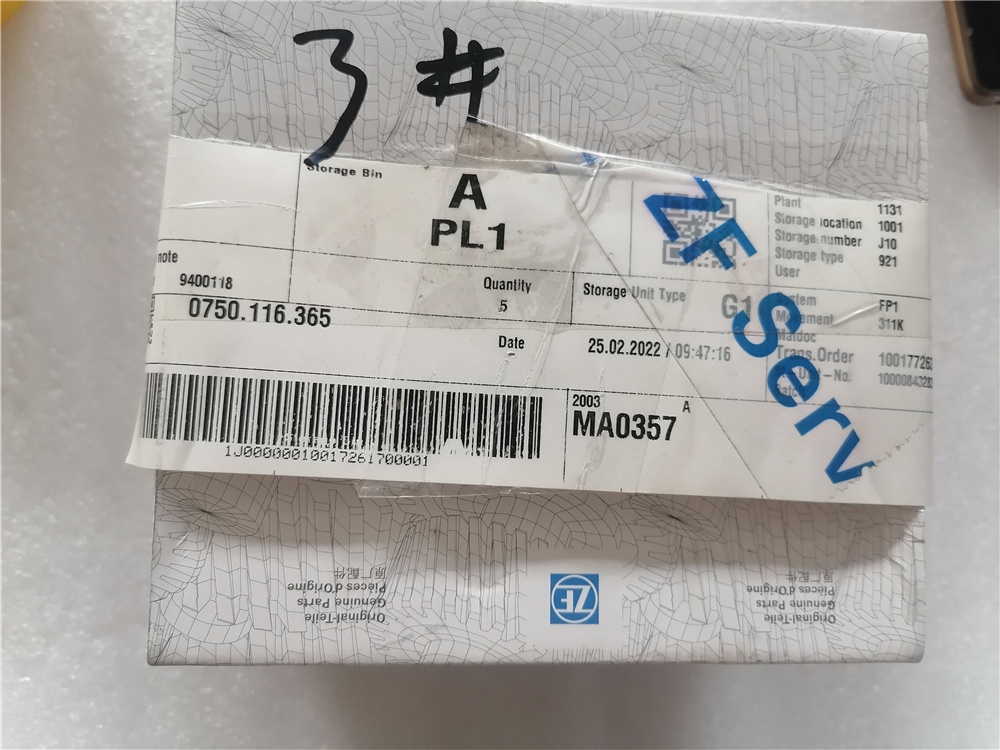 3 #
Storage Bin
A
PL1
Plant 1131
Storage location 1001
Storage number J10
Storage type 921
User
note
9400118
Quantity
5
Storage Unit Type
G1
FP1
311K
Matdoc
0750.116.365
Date
25.02.2022 / 09:47:16
Trans.Order
2003
MA0357
A
1J00000010017261700001
ZF Serv
Original-Teile
Genuine Parts
Pièces d'Origine
原厂配件
ZF
Original-Teile
Genuine Parts
Pièces d'Origine
原厂配件